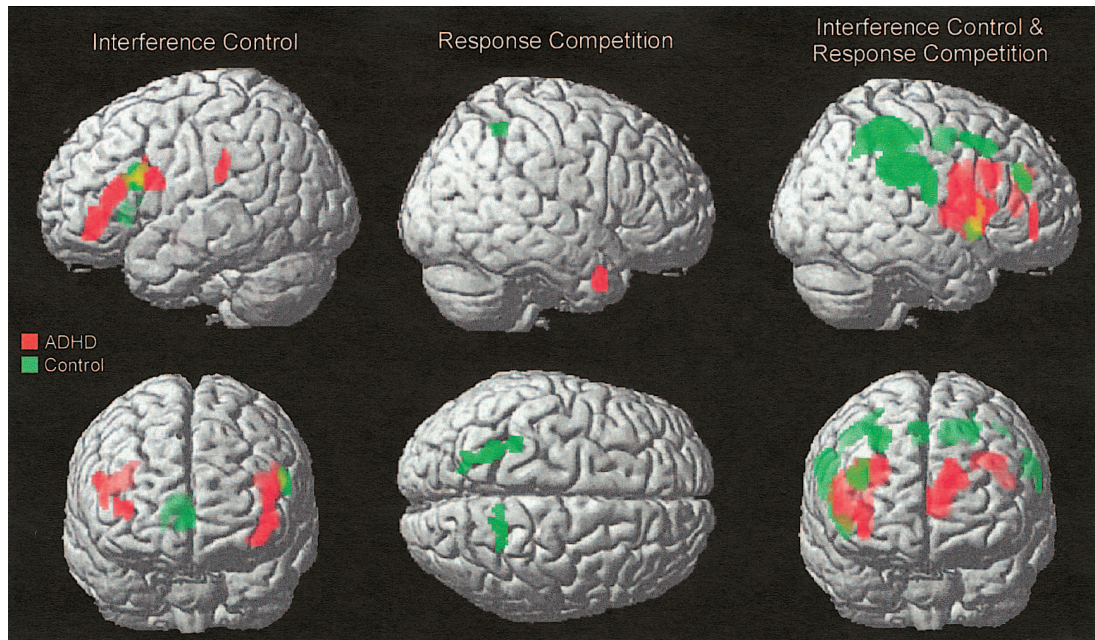 Interference Control
Response Competition
Interference Control &
Response Competition
ADHD
Control